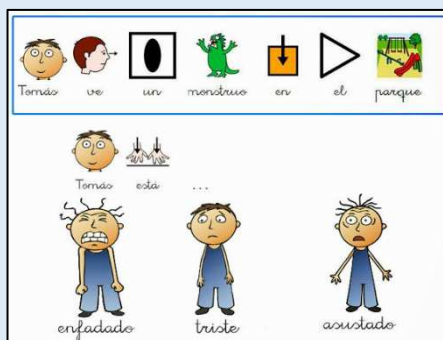 Tomás ve un monstruo en el parque
Tomás está ...
enfadado triste asustado